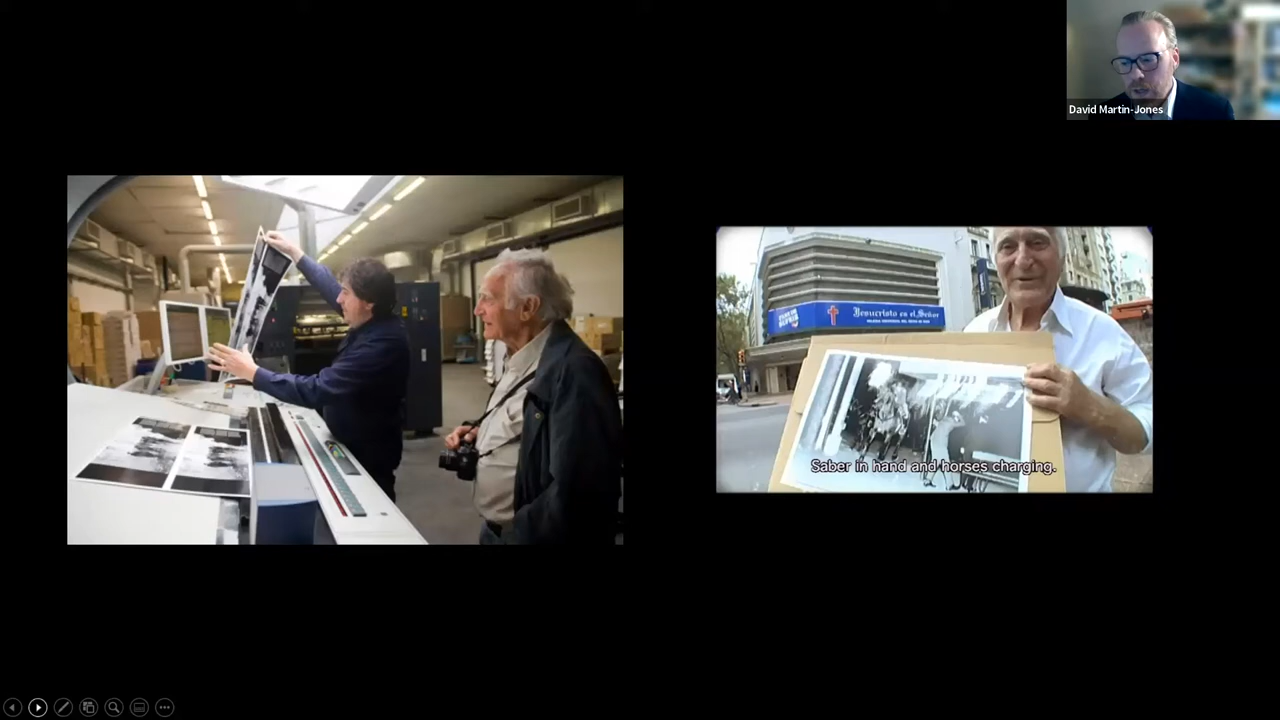 David Martin-Jones
Jesucristo es el Señor
Saber in hand and horses charging.